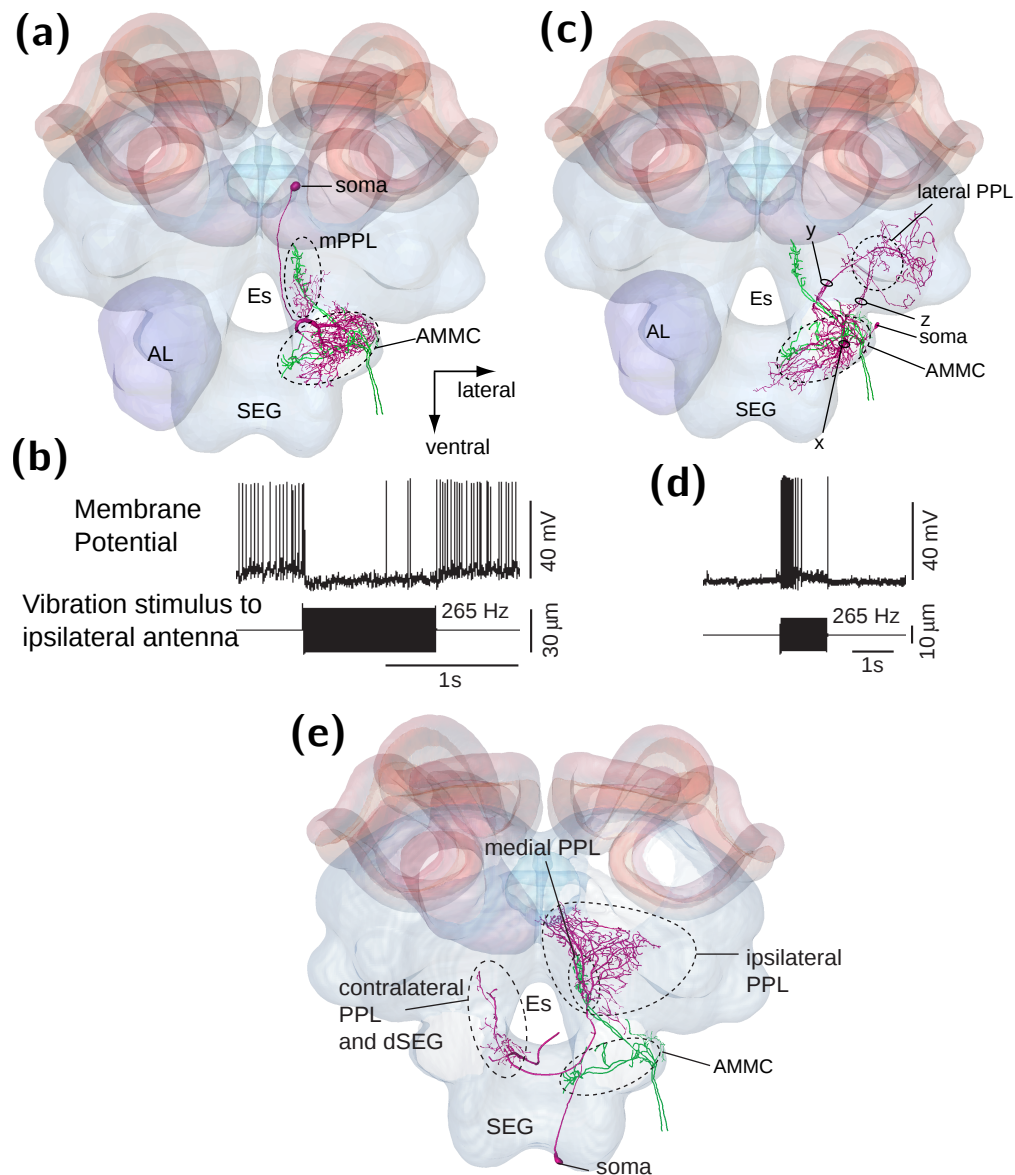 (a)
soma
mPPL
Es
AL
AMMC
SEG
lateral
ventral
(c)
lateral PPL
y
Es
z
soma
AL
AMMC
SEG
x
(b)
Membrane
Potential
40 mV
Vibration stimulus to
ipsilateral antenna
265 Hz
30 μm
1s
(d)
40 mV
265 Hz
10 μm
1s
(e)
medial PPL
ipsilateral
PPL
contralateral
PPL
and dSEG
Es
AMMC
SEG
soma